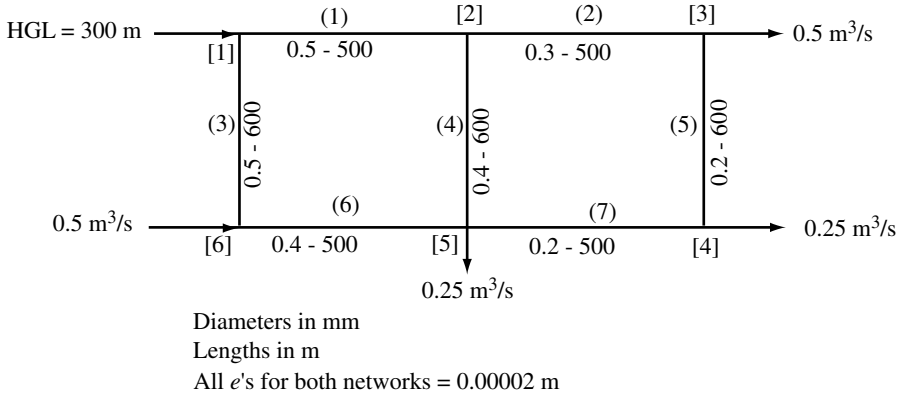 HGL = 300 m
(1)
[2]
(2)
[3]
0.5 m³/s
[1]
0.5 - 500
0.3 - 500
(3)
0.5 - 600
(4)
0.4 - 600
(5)
0.2 - 600
0.5 m³/s
(6)
(7)
0.25 m³/s
[6]
0.4 - 500
[5]
0.2 - 500
[4]
0.25 m³/s
Diameters in mm
Lengths in m
All e's for both networks = 0.00002 m